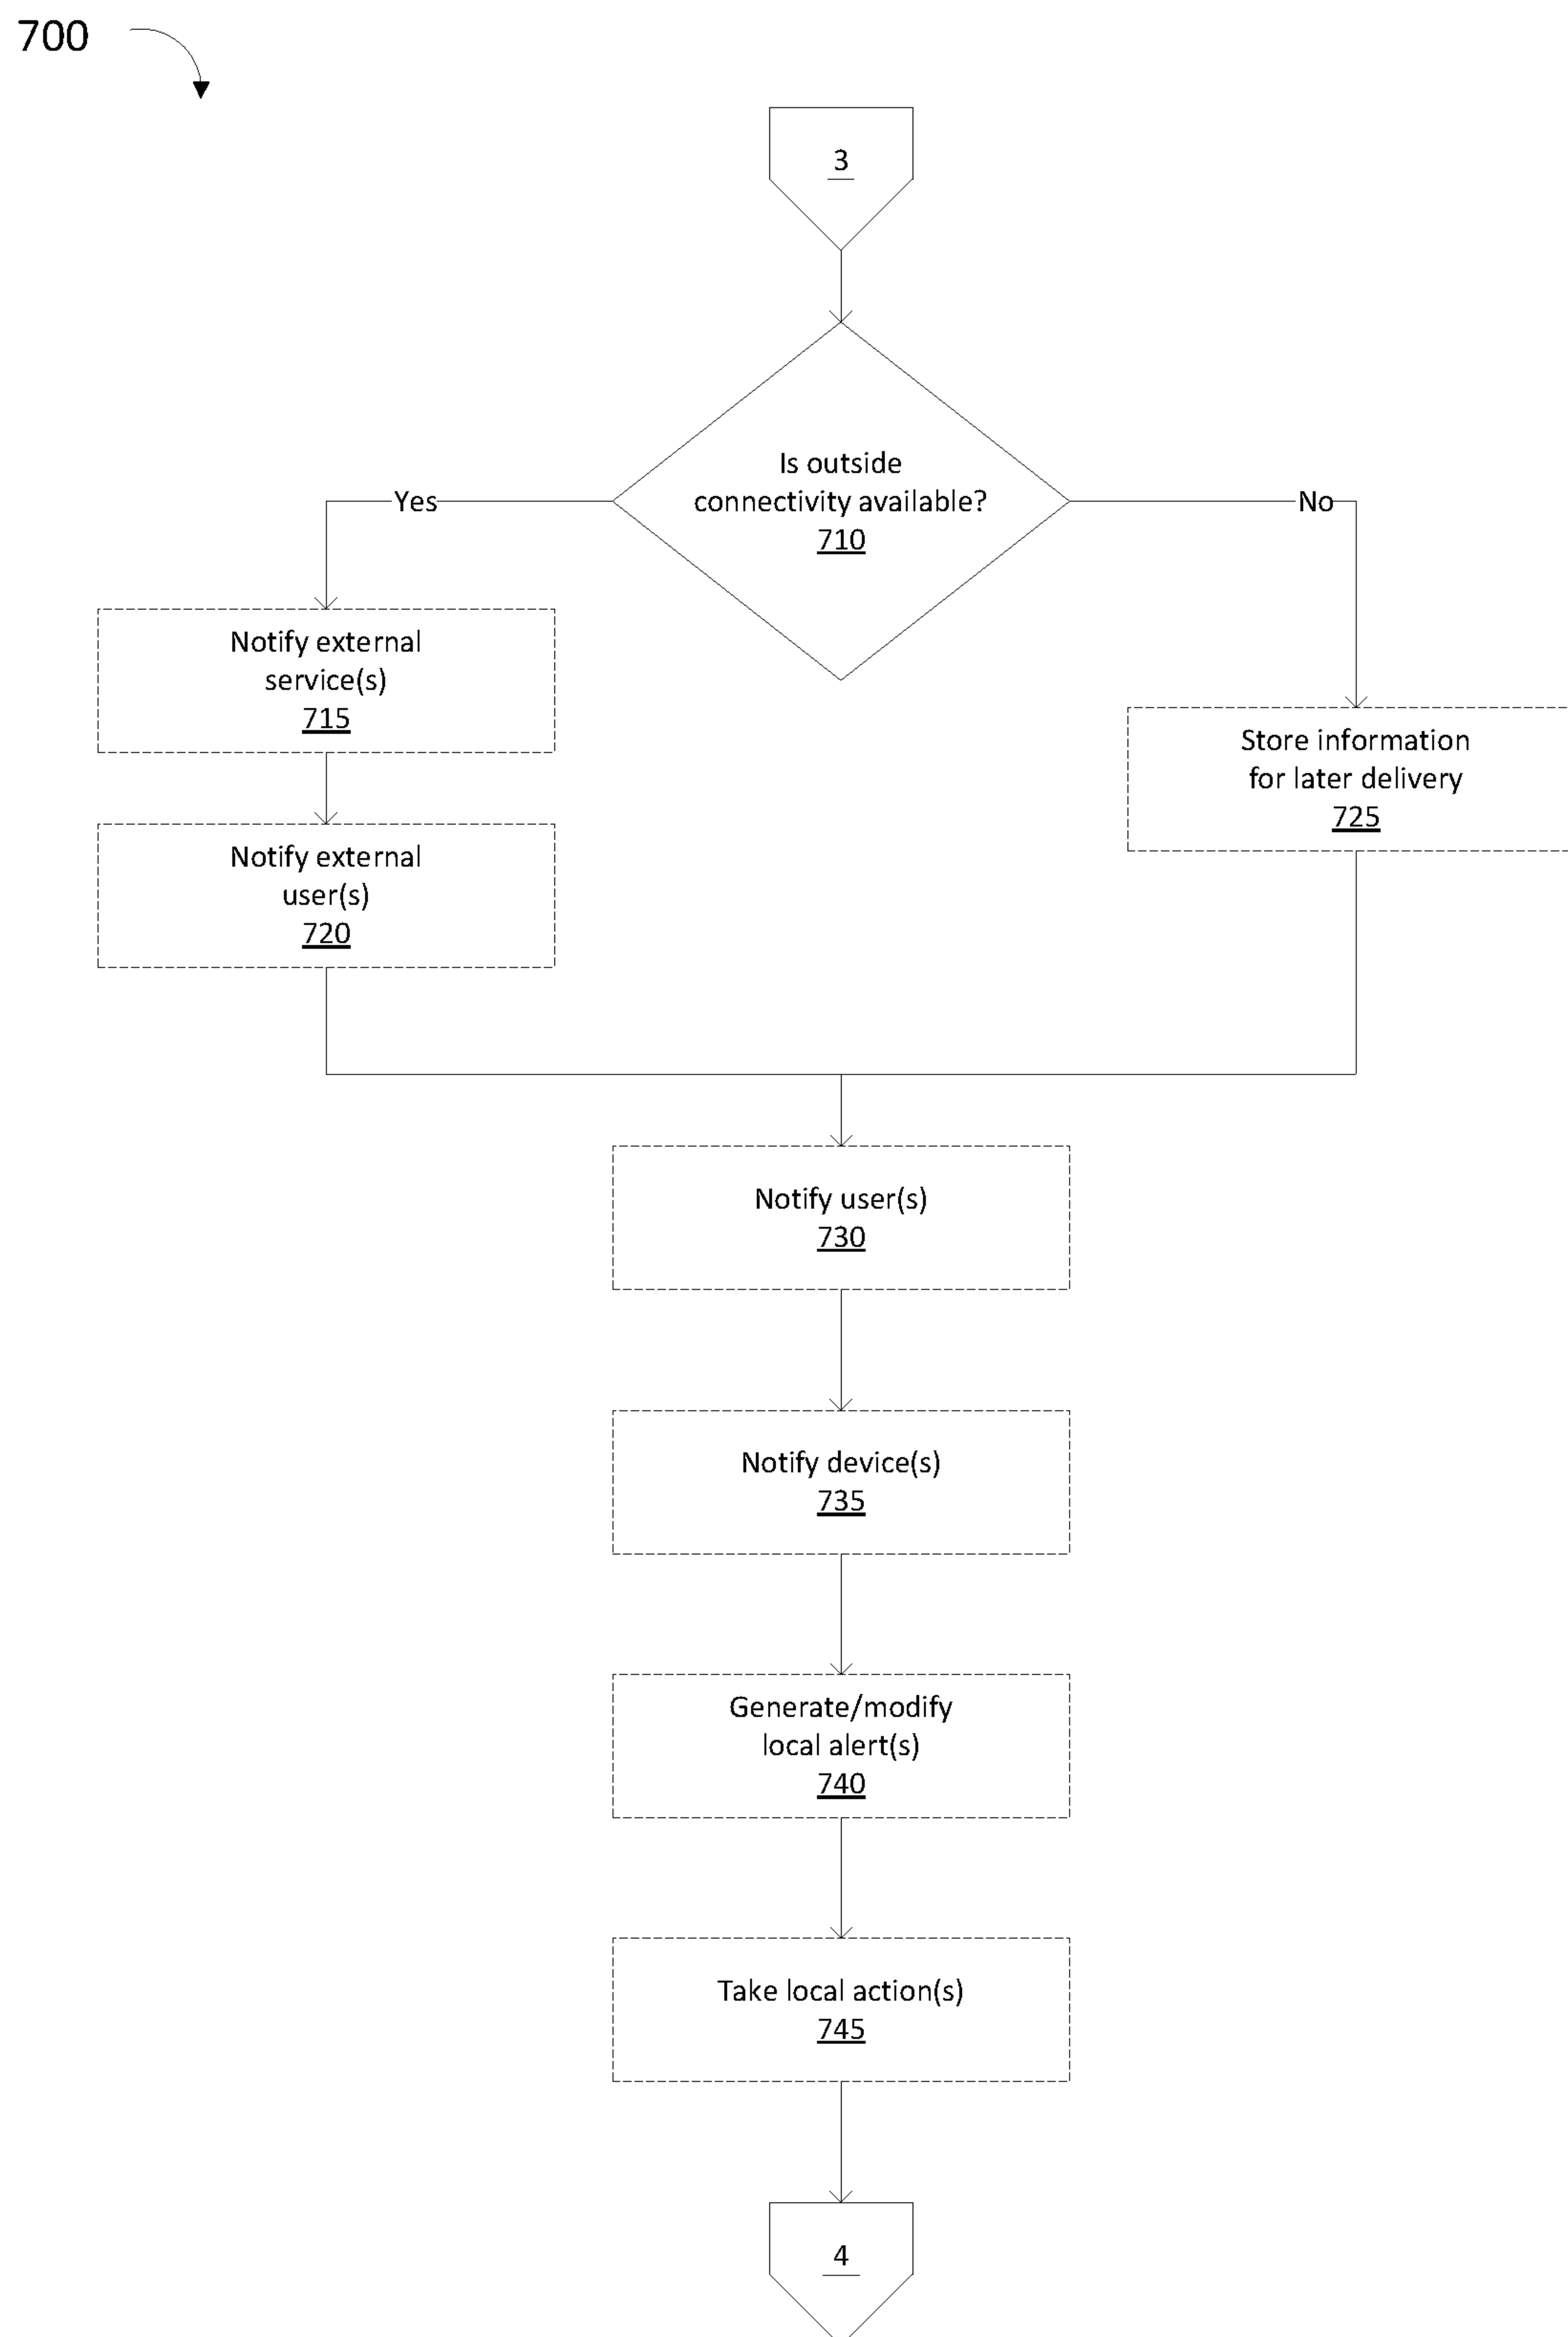 700
3
Is outside
connectivity available?
710
Yes
No
Notify external
service(s)
715
Store information
for later delivery
725
Notify external
user(s)
720
Notify user(s)
730
Notify device(s)
735
Generate/modify
local alert(s)
740
Take local action(s)
745
4